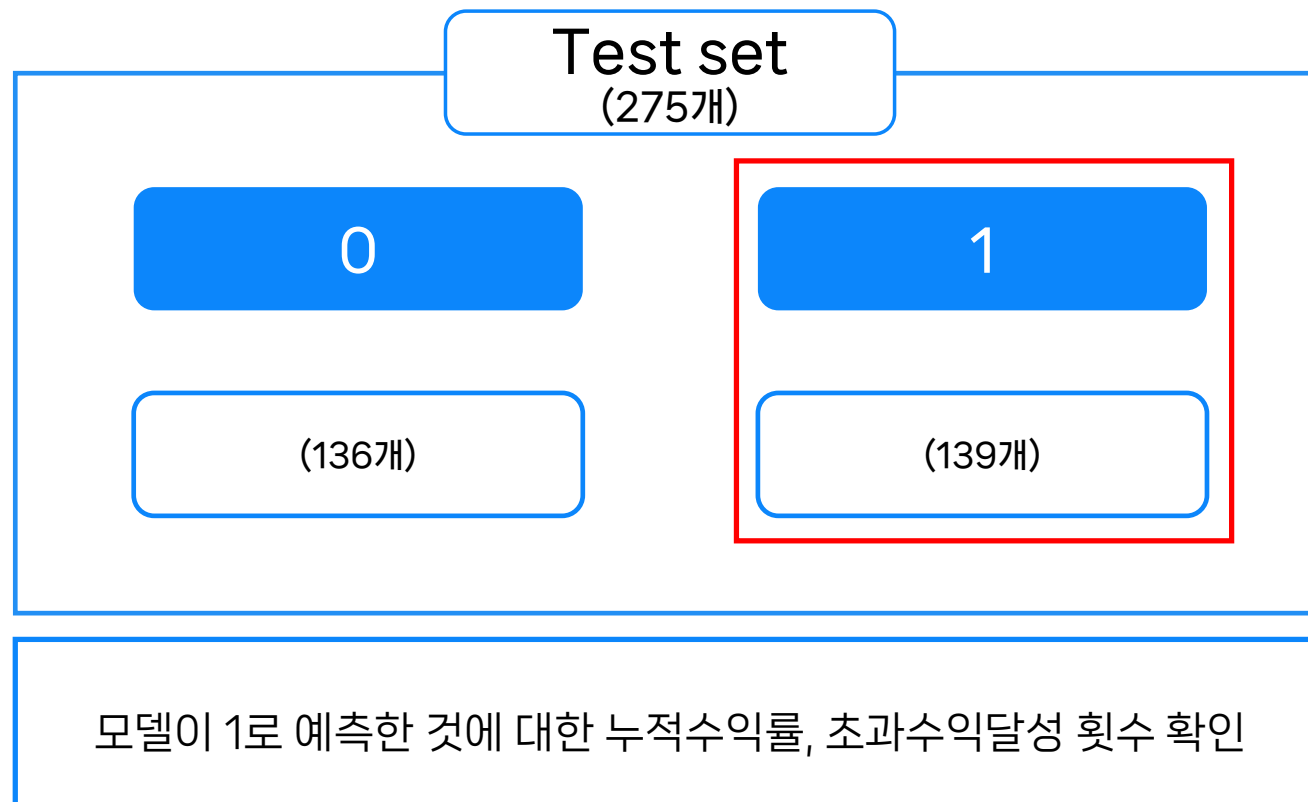 Test set
(275개)
0
1
(136개)
(139개)
모델이 1로 예측한 것에 대한 누적수익률, 초과수익달성 횟수 확인